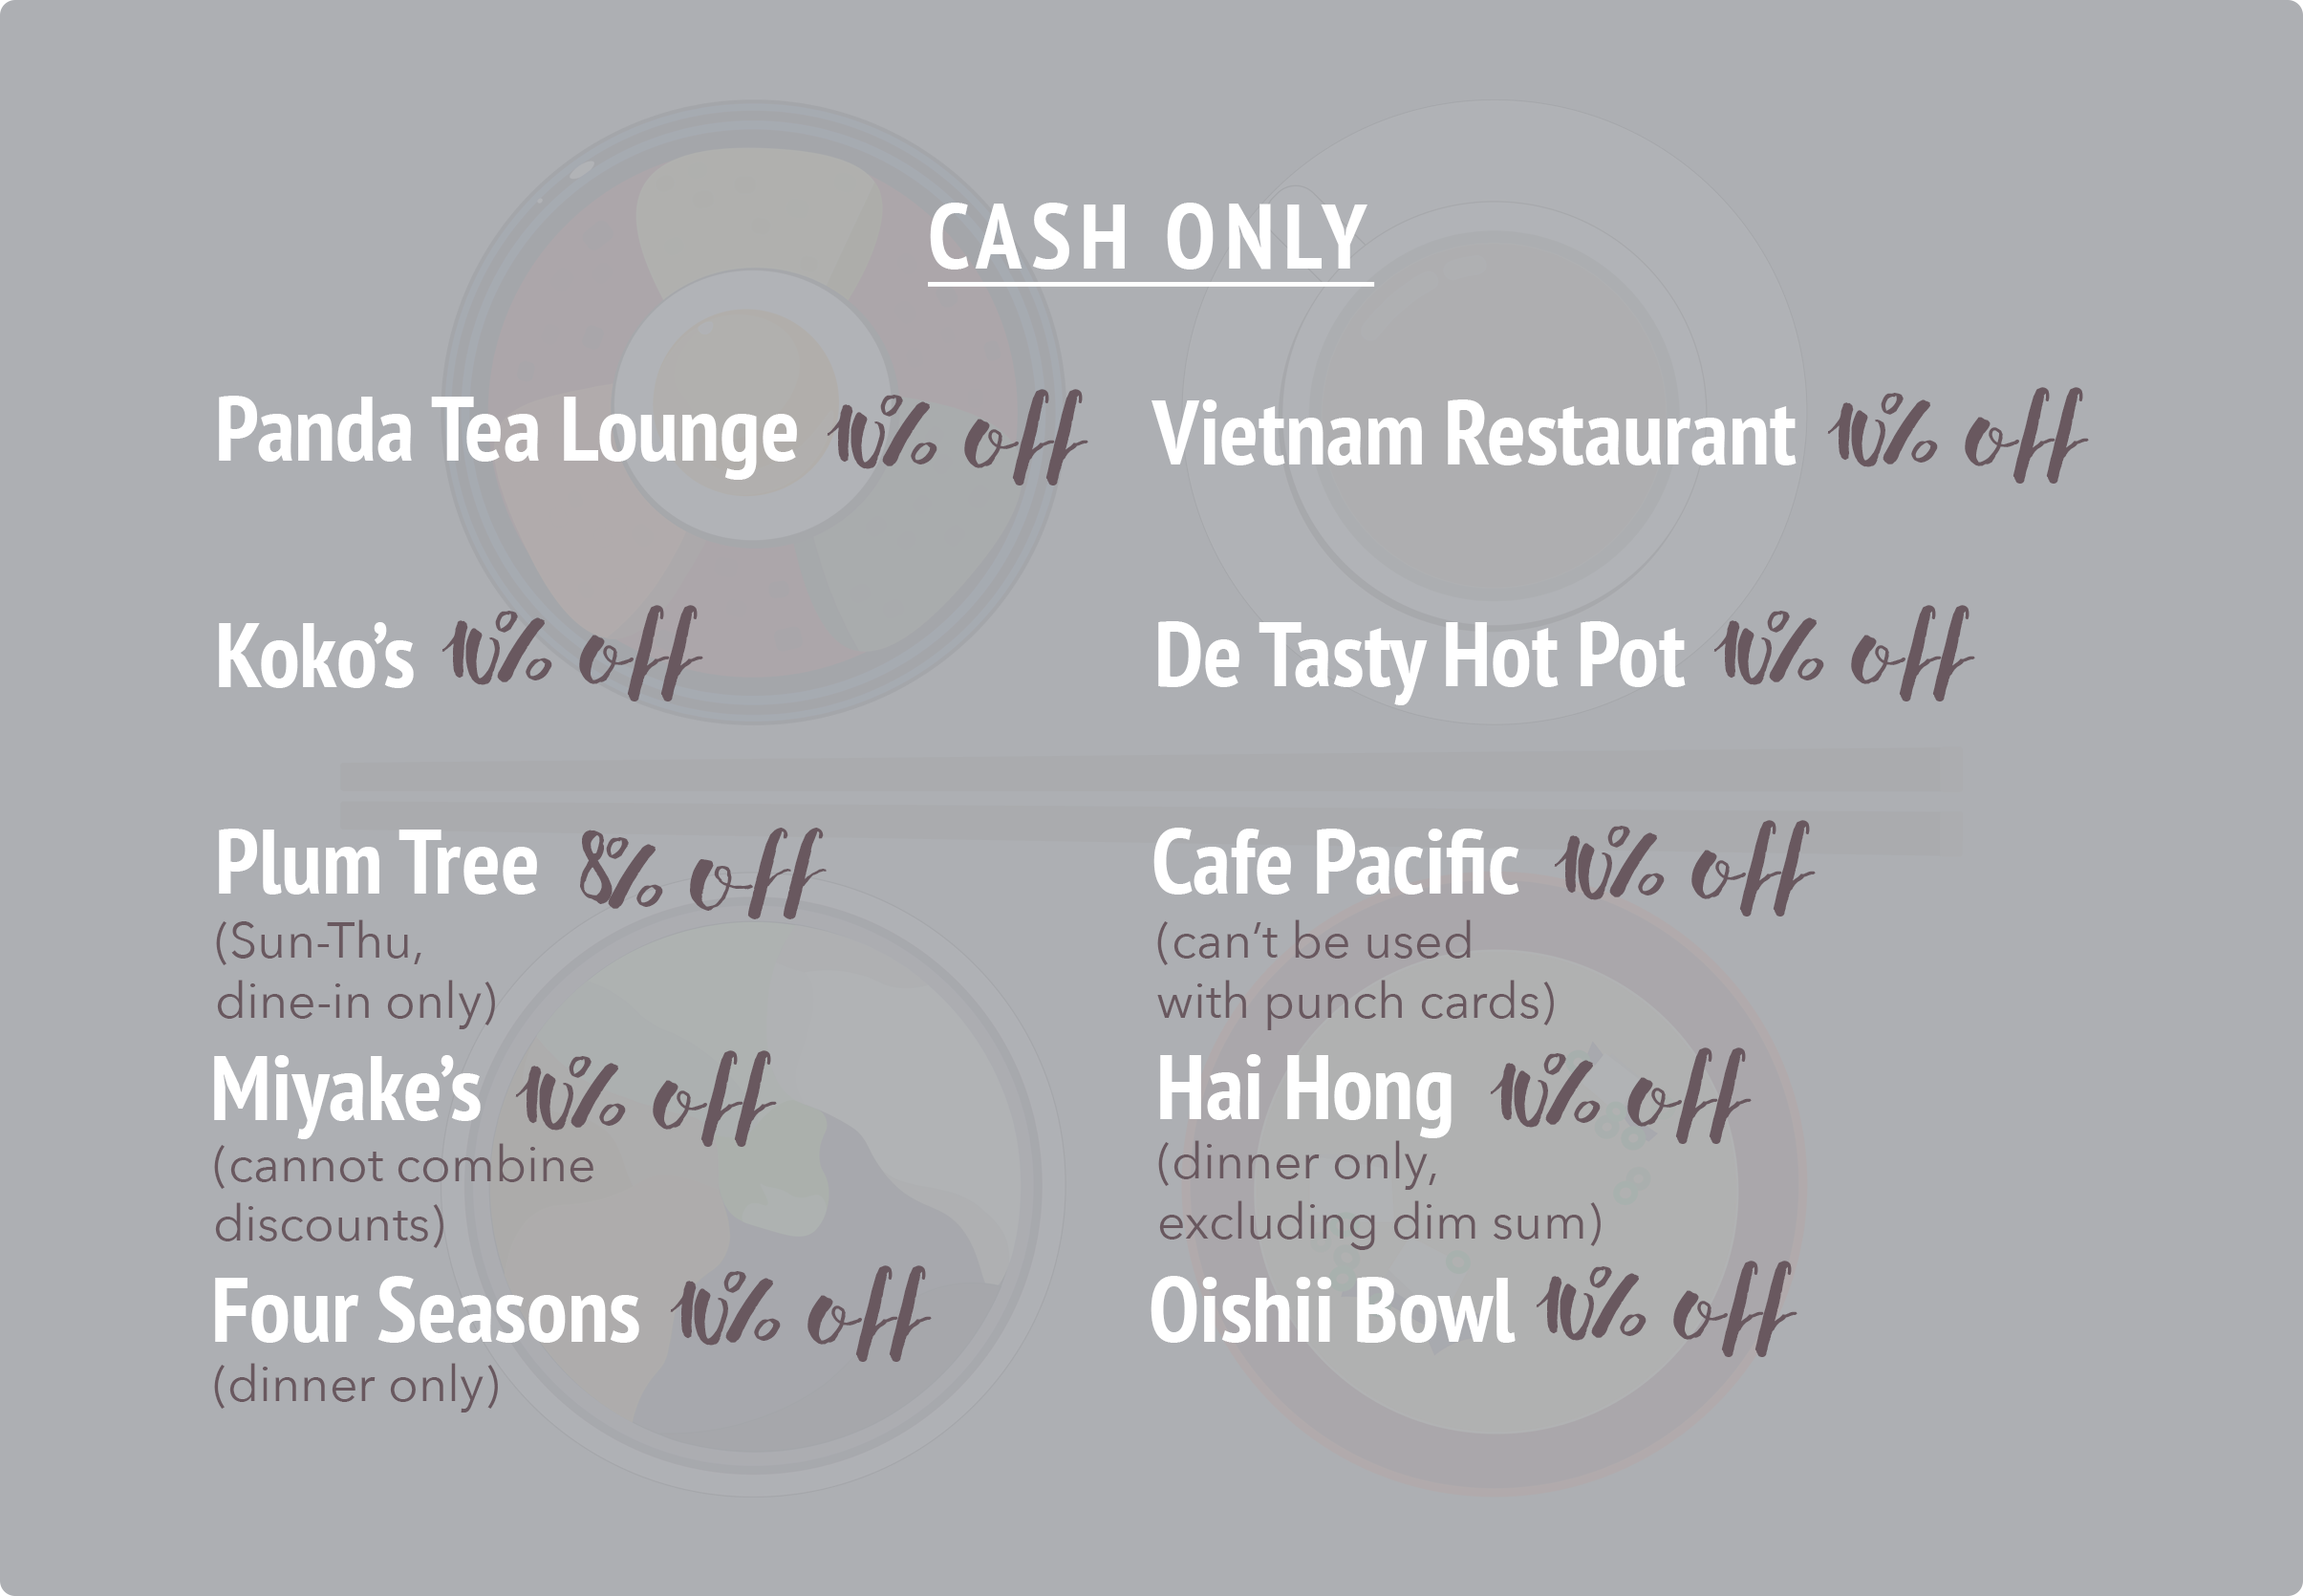 CASH ONLY
Panda Tea Lounge 10% off
Vietnam Restaurant 10% off
Koko’s 10% off
De Tasty Hot Pot 10% off
Plum Tree 8% off
(Sun-Thu,
dine-in only)
Cafe Pacific 10% off
(can’t be used
with punch cards)
Miyake’s 10% off
(cannot combine
discounts)
Hai Hong 10% off
(dinner only,
excluding dim sum)
Four Seasons 10% off
(dinner only)
Oishii Bowl 10% off